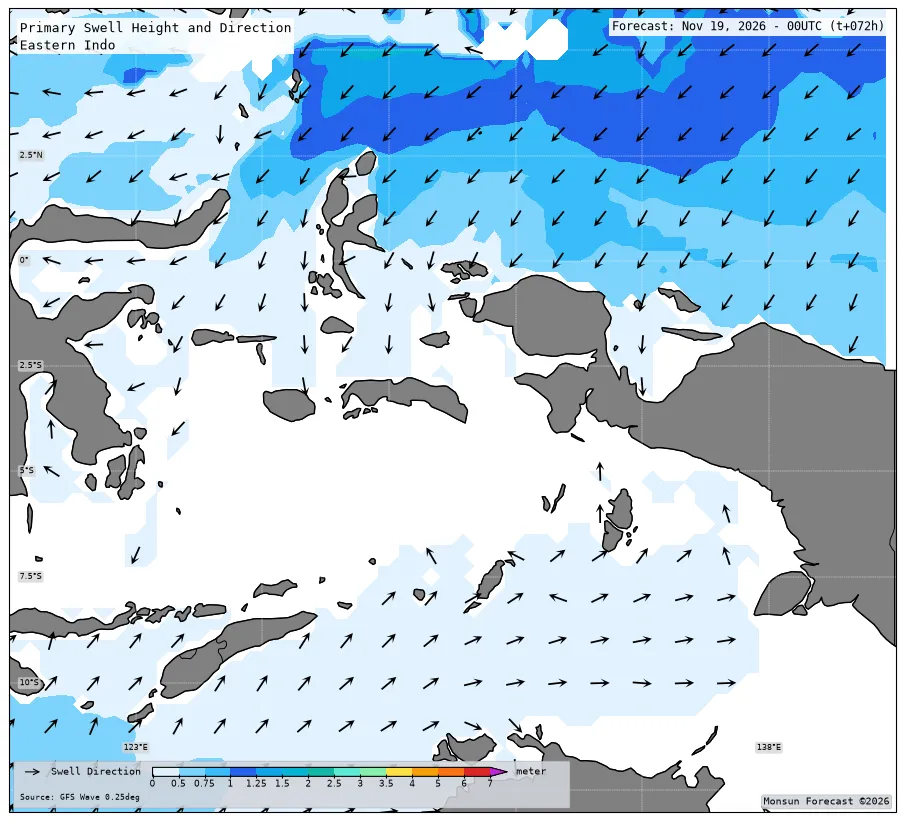 Primary Swell Height and Direction
Eastern Indo
Forecast: Nov 19, 2026 - 00UTC (t+072h)
2.5°N
0°
2.5°S
5°S
7.5°S
10°S
123°E
138°E
Swell Direction
0 0.5 0.75 1 1.25 1.5 2 2.5 3 3.5 4 5 6 7
meter
Source: GFS Wave 0.25deg
Monsun Forecast ©2026